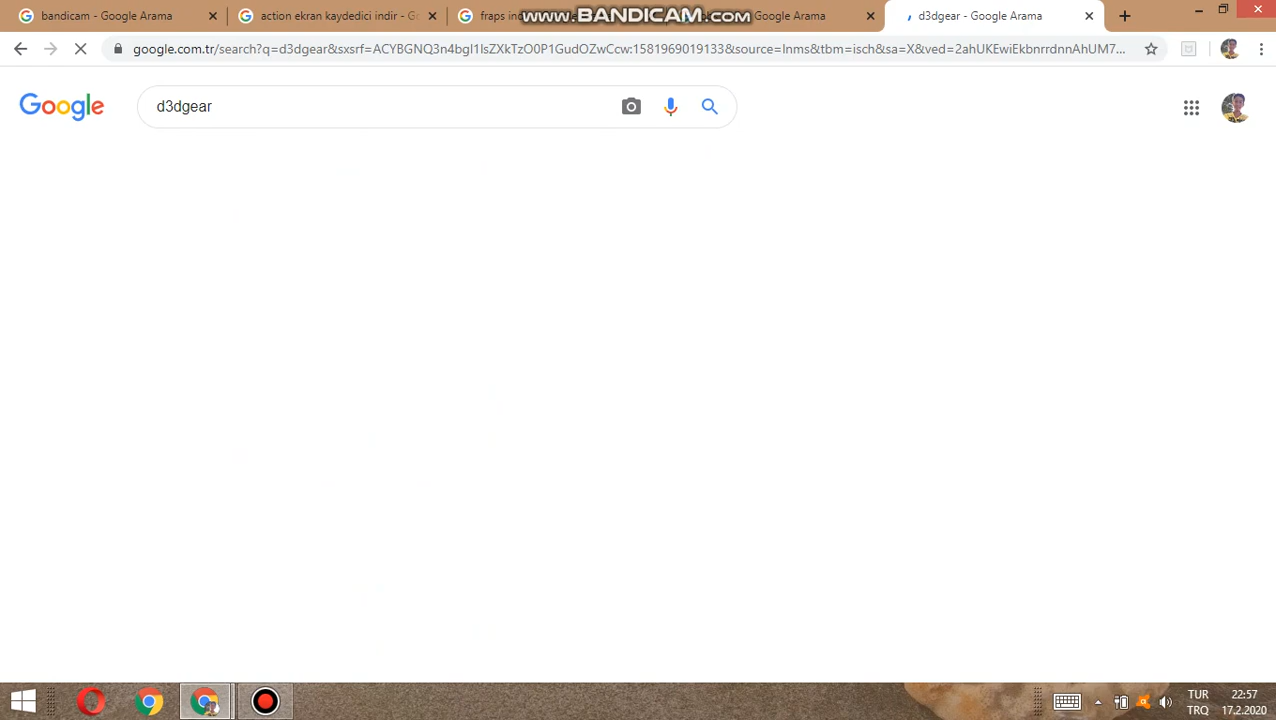 bandicam - Google Arama
action ekran kaydedici indir - G
fraps in
Google Arama
d3dgear - Google Arama
www.BANDICAM.com
google.com.tr/search?q=d3dgear&sxsrf=ACYBGNQ3n4bgI1IsZXkTzO0P1GudOZwCcw:1581969019133&source=lnms&tbm=isch&sa=X&ved=2ahUKEwiEkbnrrdnnAhUM7...
Google
d3dgear
TUR
22:57
TRQ
17.2.2020